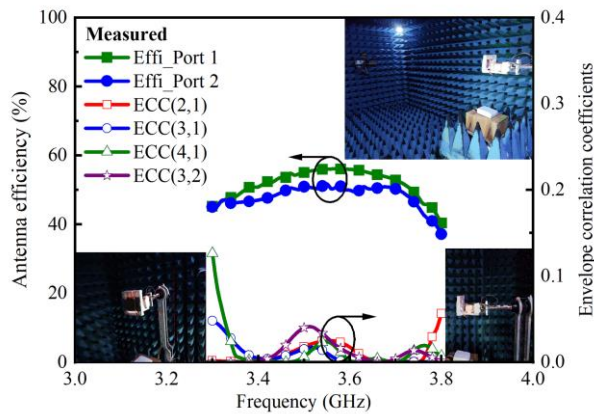 Measured
Effi_Port 1
Effi_Port 2
ECC(2,1)
ECC(3,1)
ECC(4,1)
ECC(3,2)
100
80
60
40
20
0
Antenna efficiency (%)
0.4
0.3
0.2
0.1
0.0
Envelope correlation coefficients
3.0 3.2 3.4 3.6 3.8 4.0
Frequency (GHz)